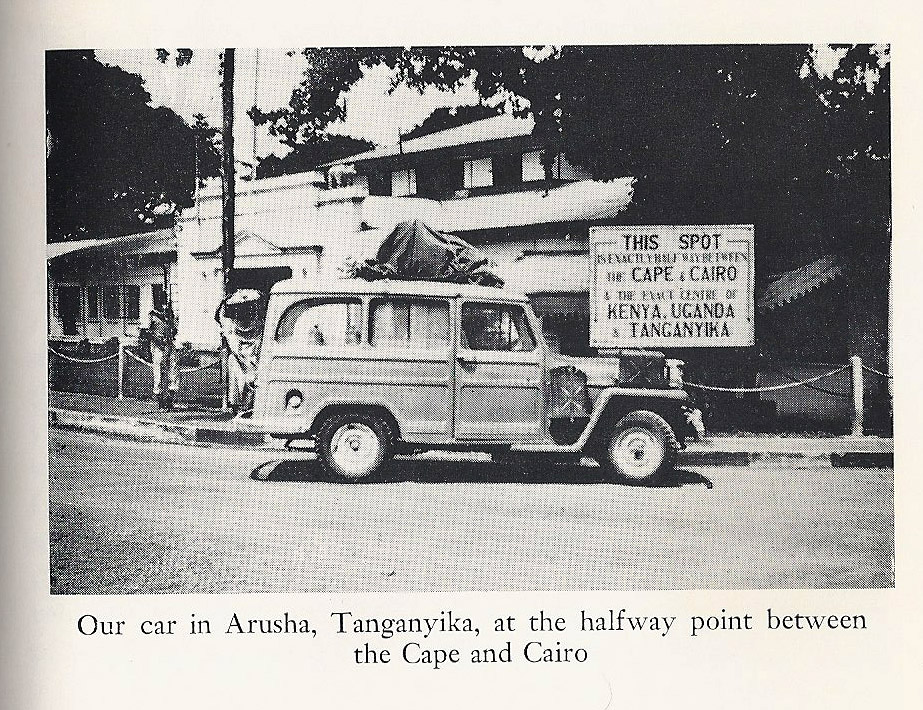 THIS SPOT
IS EXACTLY HALF WAY BETWEEN
THE CAPE & CAIRO
& THE EXACT CENTRE OF
KENYA, UGANDA
& TANGANYIKA
Our car in Arusha, Tanganyika, at the halfway point between
the Cape and Cairo